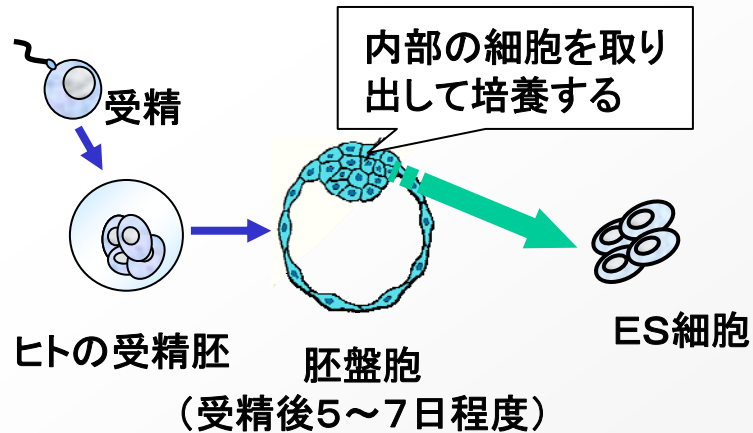 内部の細胞を取り
出して培養する
受精
ヒトの受精胚
胚盤胞
(受精後5~7日程度)
ES細胞